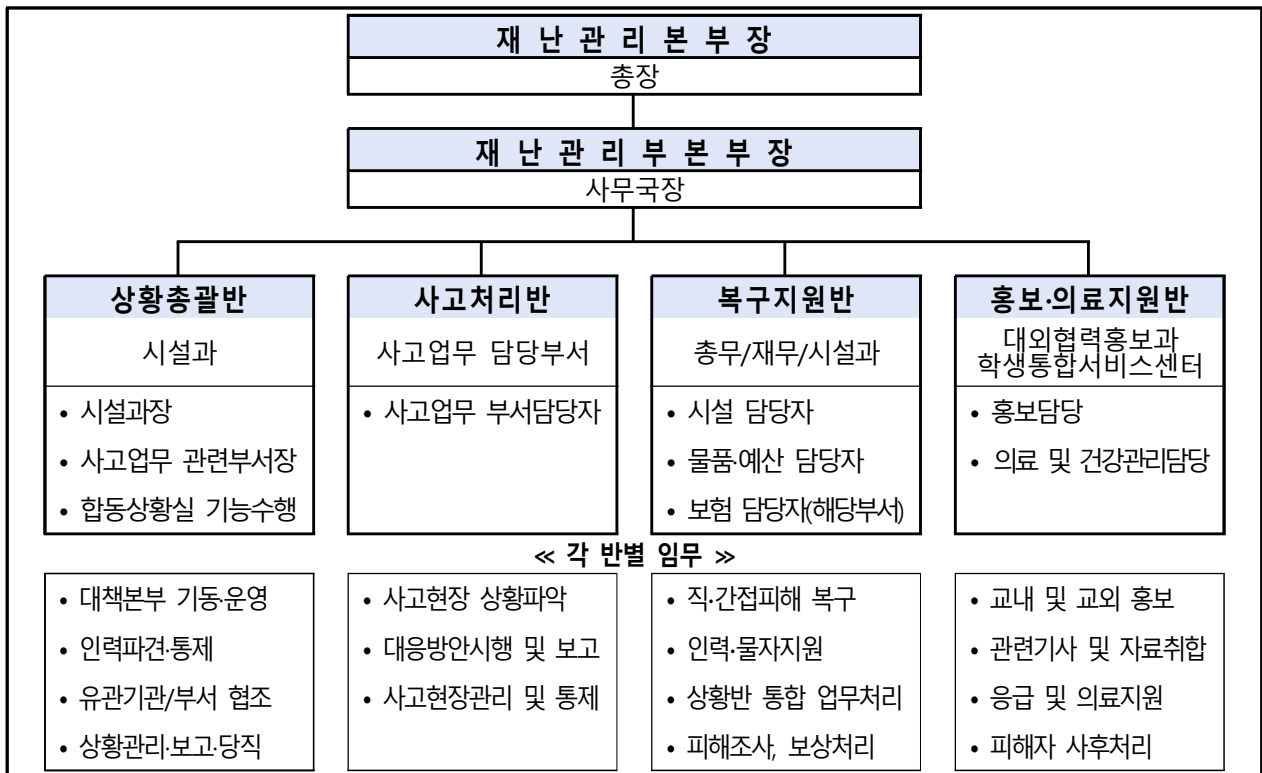 재 난 관 리 본 부 장
총장
재 난 관 리 부 본 부 장
사무국장
상황총괄반
시설과
• 시설과장
• 사고업무 관련부서장
• 합동상황실 기능수행
사고처리반
사고업무 담당부서
• 사고업무 부서담당자
복구지원반
총무/재무/시설과
• 시설 담당자
• 물품·예산 담당자
• 보험 담당자(해당부서)
홍보·의료지원반
대외협력홍보과
학생통합서비스센터
• 홍보담당
• 의료 및 건강관리담당
≪ 각 반별 임무 ≫
• 대책본부 기동·운영
• 인력파견·통제
• 유관기관/부서 협조
• 상황관리·보고·당직
• 사고현장 상황파악
• 대응방안시행 및 보고
• 사고현장관리 및 통제
• 직·간접피해 복구
• 인력·물자지원
• 상황반 통합 업무처리
• 피해조사, 보상처리
• 교내 및 교외 홍보
• 관련기사 및 자료취합
• 응급 및 의료지원
• 피해자 사후처리